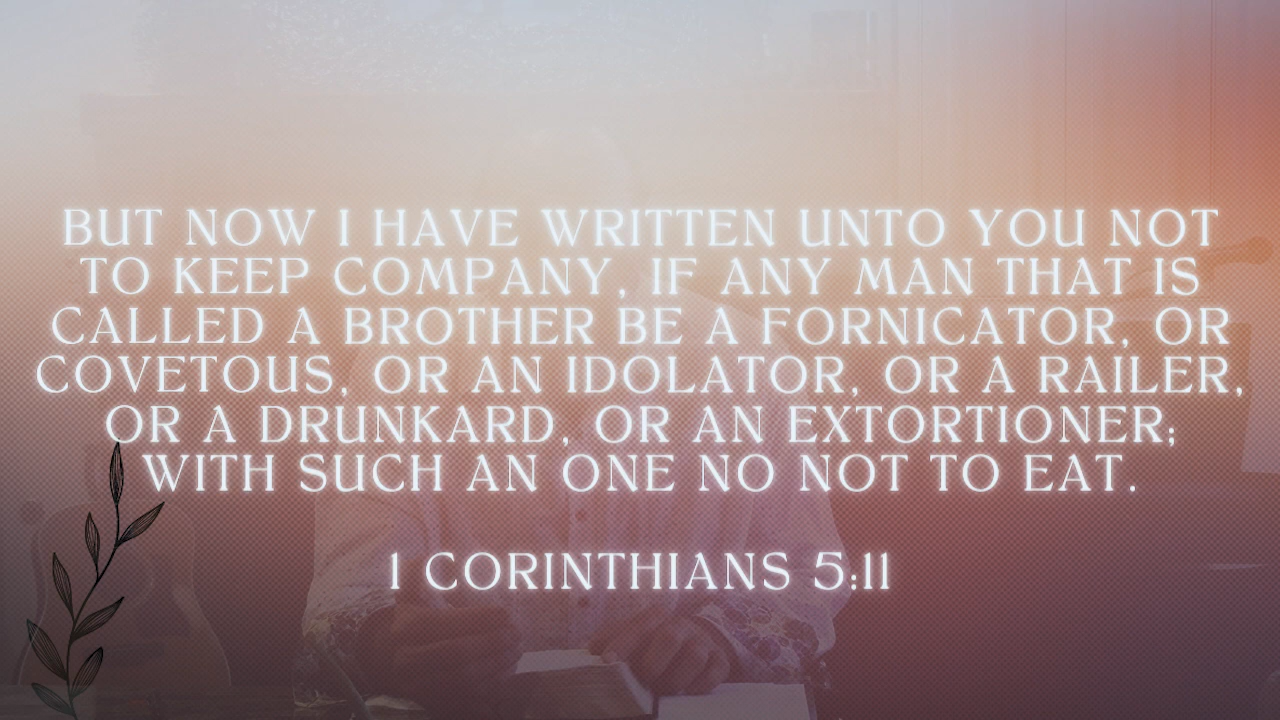 BUT NOW I HAVE WRITTEN UNTO YOU NOT
TO KEEP COMPANY, IF ANY MAN THAT IS
CALLED A BROTHER BE A FORNICATOR, OR
COVETOUS, OR AN IDOLATOR, OR A RAILER,
OR A DRUNKARD, OR AN EXTORTIONER;
WITH SUCH AN ONE NO NOT TO EAT.
1 CORINTHIANS 5:11